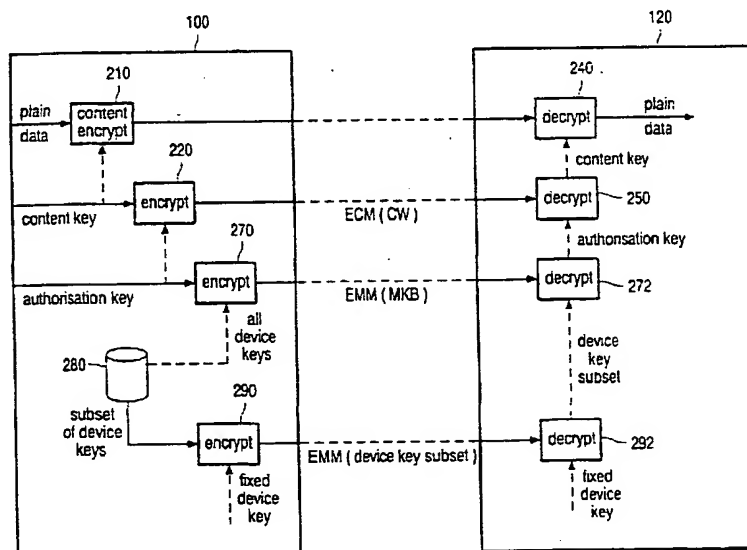 100
120
210
240
plain
data
content
encrypt
decrypt
plain
data
220
content key
encrypt
ECM ( CW )
decrypt
250
content key
270
authonsation key
authorisation key
encrypt
EMM ( MKB )
decrypt
272
all
device
keys
280
device
key
subset
subset
of device
keys
290
encrypt
EMM ( device key subset )
decrypt
292
fixed
device
key
fixed
device
key